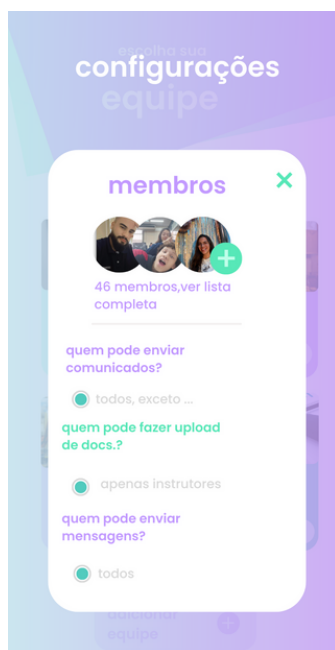 escolha sua
configurações
equipe
membros
46 membros,ver lista
completa
quem pode enviar
comunicados?
todos, exceto ...
quem pode fazer upload
de docs.?
apenas instrutores
quem pode enviar
mensagens?
todos
adicionar
equipe